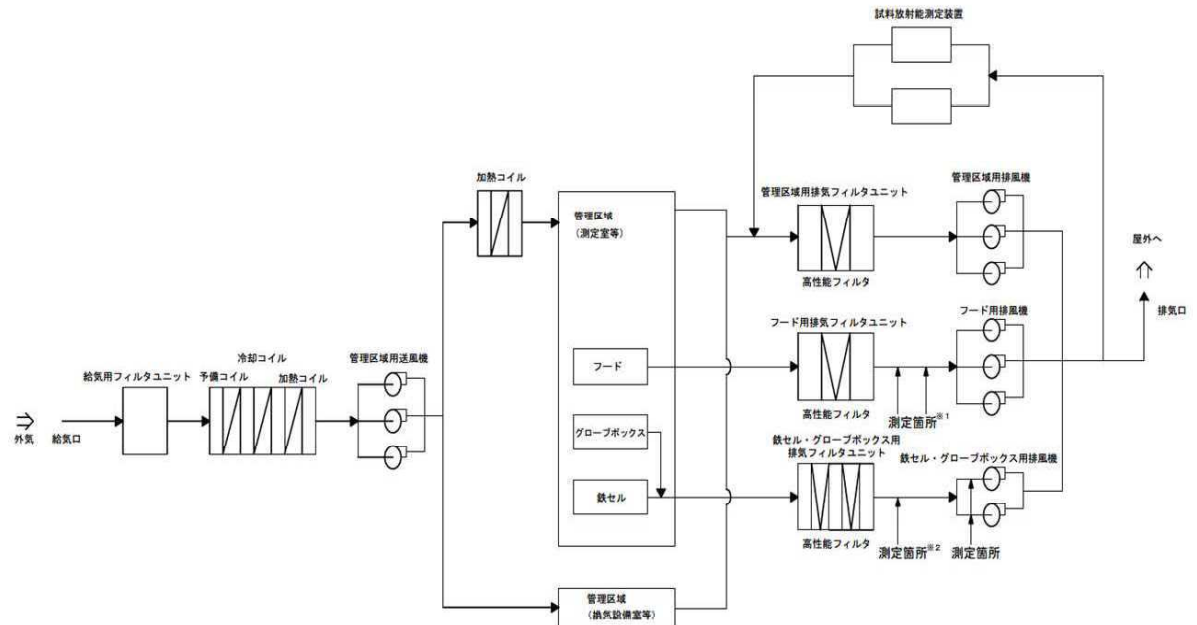 試料放射能測定装置
加熱コイル
管理区域
（測定室等）
管理区域用排気フィルタユニット
高性能フィルタ
管理区域用排風機
屋外へ
排気口
フード用排気フィルタユニット
高性能フィルタ
フード用排風機
測定箇所※1
フード
グローブボックス
鉄セル
鉄セル・グローブボックス用
排気フィルタユニット
高性能フィルタ
鉄セル・グローブボックス用排風機
測定箇所※2
測定箇所
冷却コイル
給気用フィルタユニット
予備コイル
加熱コイル
管理区域用送風機
外気
給気口
管理区域
（換気設備室等）